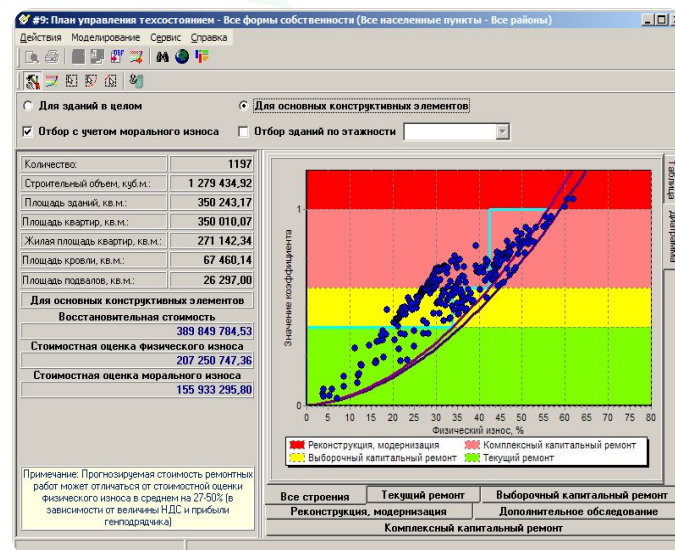 #9: План управления техсостоянием - Все формы собственности (Все населенные пункты - Все районы)
Действия Моделирование Сервис Справка
Для зданий в целом Для основных конструктивных элементов
Отбор с учетом морального износа Отбор зданий по этажности
Количество: 1197
Строительный объем, куб.м.: 1 279 434,92
Площадь зданий, кв.м.: 350 243,17
Площадь квартир, кв.м.: 350 010,07
Жилая площадь квартир, кв.м.: 271 142,34
Площадь кровли, кв.м.: 67 460,14
Площадь подвалов, кв.м.: 26 297,00
Для основных конструктивных элементов
Восстановительная стоимость
389 849 784,53
Стоимостная оценка физического износа
207 250 747,36
Стоимостная оценка морального износа
155 933 295,80
Примечание: Прогнозируемая стоимость ремонтных
работ может отличаться от стоимостной оценки
физического износа в среднем на 27-50% (в
зависимости от величины НДС и прибыли
генподрядчика)
Значение коэффициента
1
0
0 5 10 15 20 25 30 35 40 45 50 55 60 65 70 75 80
Физический износ, %
Реконструкция, модернизация Комплексный капитальный ремонт
Выборочный капитальный ремонт Текущий ремонт
Таблица
Диаграмма
Все строения Текущий ремонт Выборочный капитальный ремонт
Реконструкция, модернизация Дополнительное обследование
Комплексный капитальный ремонт